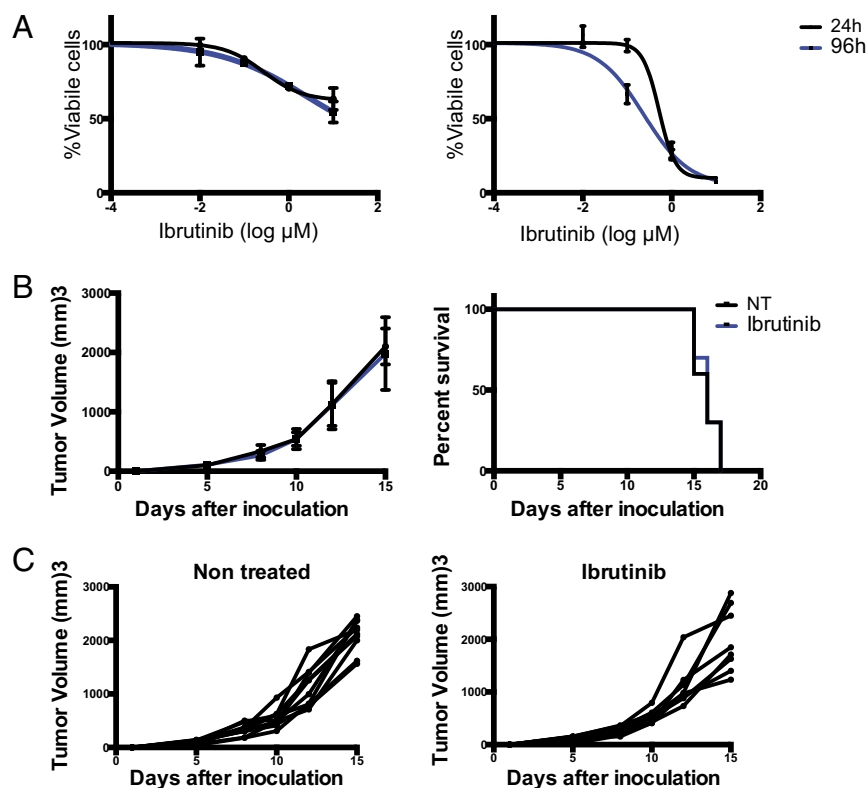 A
%Viabile cells
100
50
0
-4
-2
0
2
Ibrutinib (log µM)
%Viabile cells
100
50
0
-4
-2
0
2
Ibrutinib (log µM)
24h
96h
B
Tumor Volume (mm)3
3000
2000
1000
0
0
5
10
15
Days after inoculation
Percent survival
100
50
0
0
5
10
15
20
Days after inoculation
NT
Ibrutinib
C
Non treated
Tumor Volume (mm)3
3000
2000
1000
0
0
5
10
15
Days after inoculation
Ibrutinib
Tumor Volume (mm)3
3000
2000
1000
0
0
5
10
15
Days after inoculation